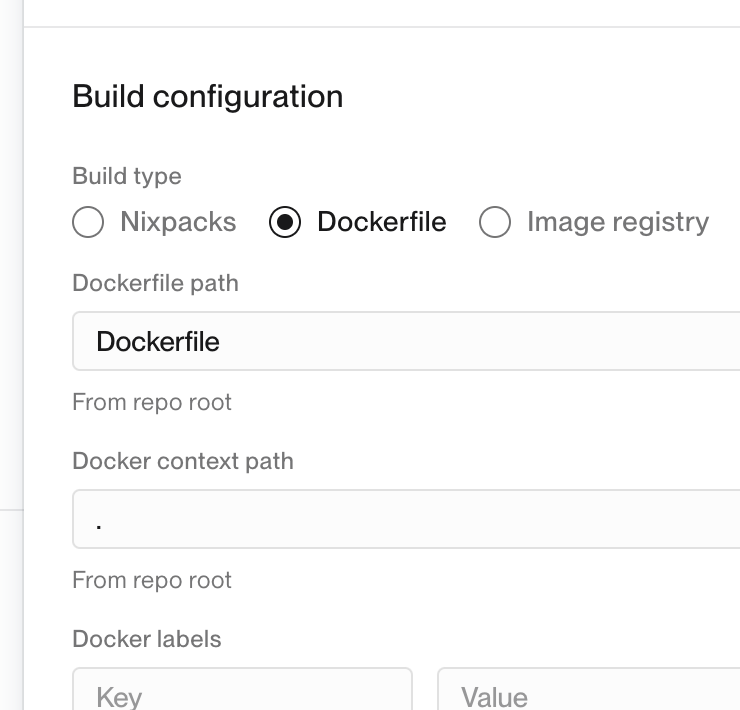 Build configuration
Build type
Nixpacks Dockerfile Image registry
Dockerfile path
Dockerfile
From repo root
Docker context path
.
From repo root
Docker labels
Key Value